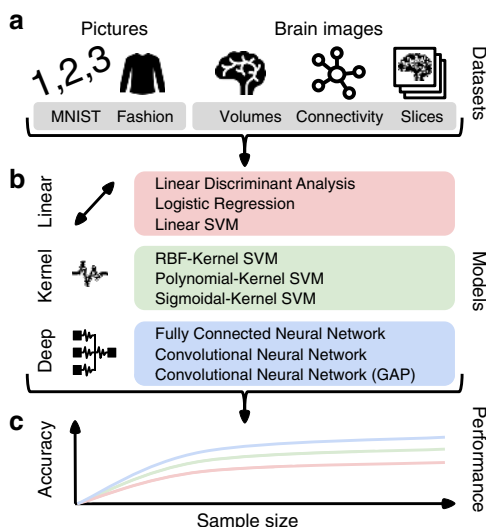 a
Pictures
Brain images
1,2,3
MNIST
Fashion
Volumes
Connectivity
Slices
Datasets
b
Linear
Linear Discriminant Analysis
Logistic Regression
Linear SVM
Kernel
RBF-Kernel SVM
Polynomial-Kernel SVM
Sigmoidal-Kernel SVM
Models
Deep
Fully Connected Neural Network
Convolutional Neural Network
Convolutional Neural Network (GAP)
c
Accuracy
Sample size
Performance